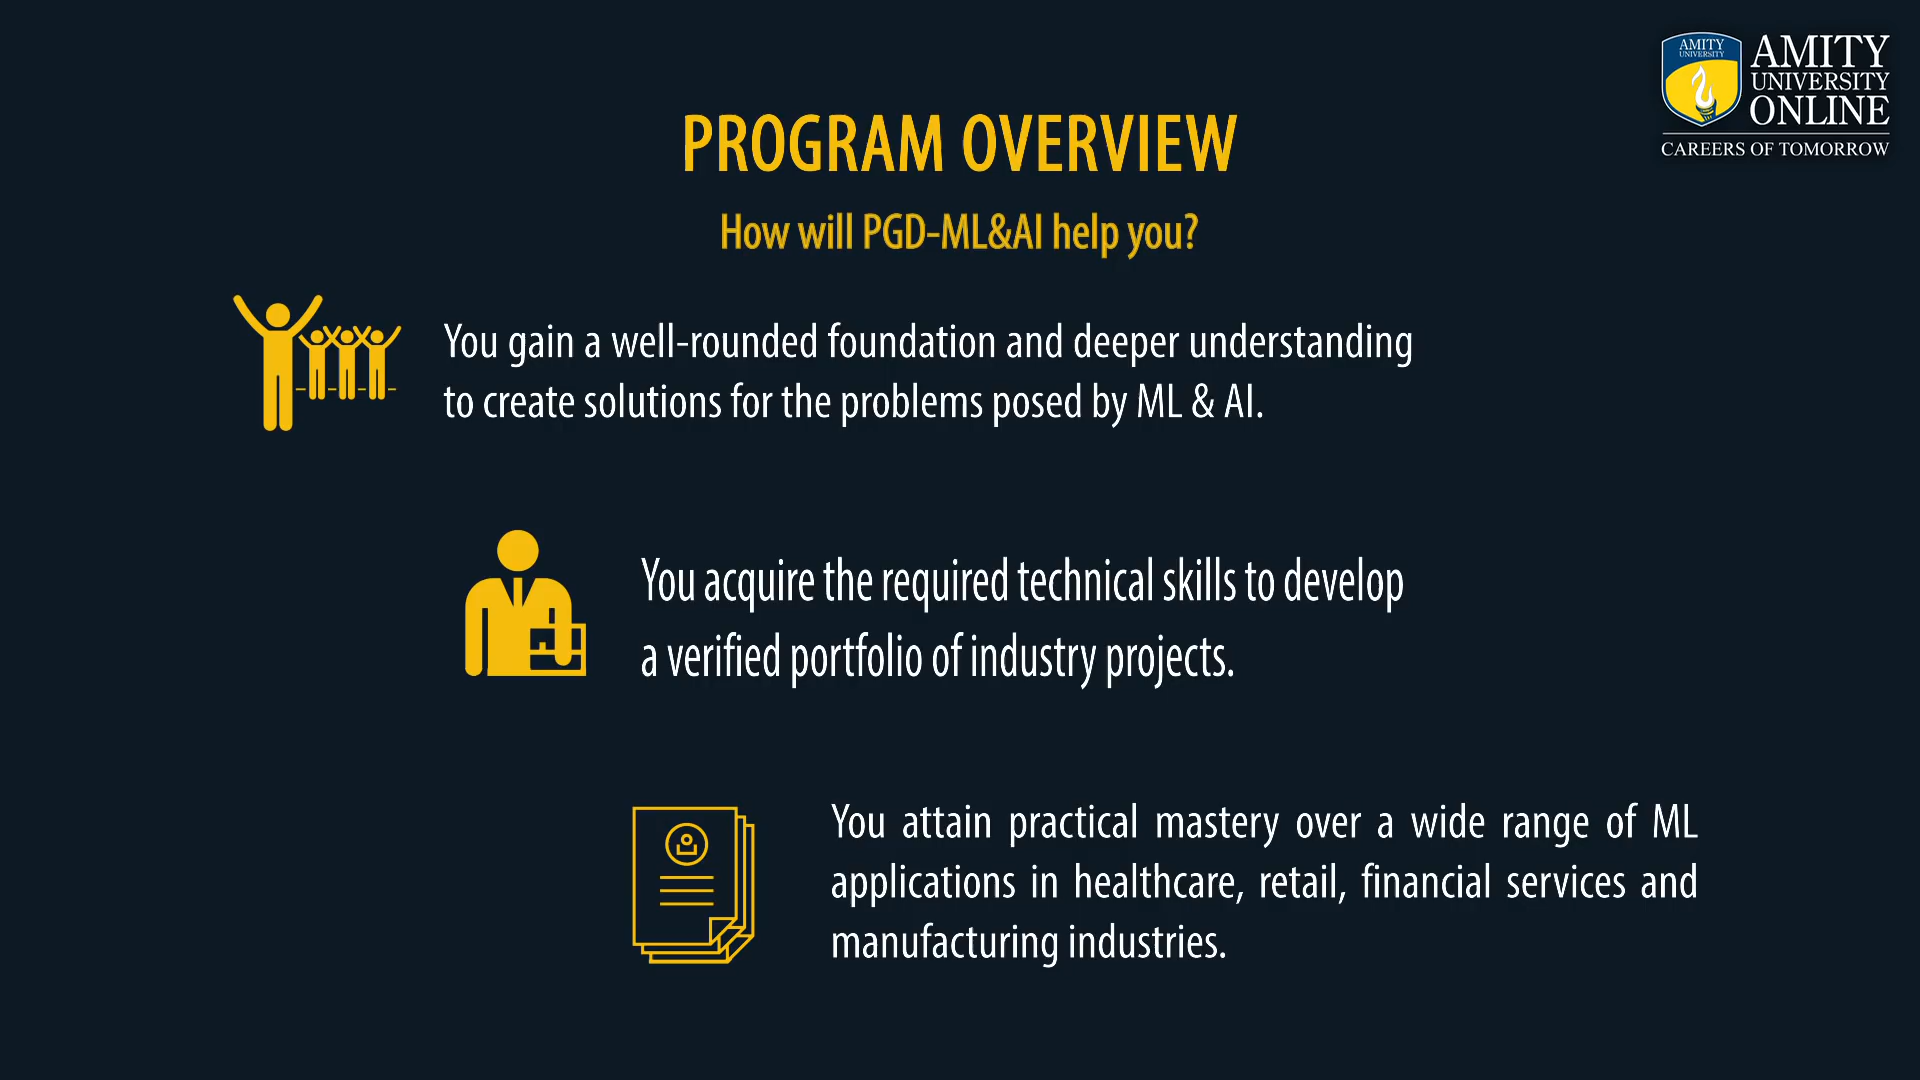 AMITY
UNIVERSITY
AMITY
UNIVERSITY
ONLINE
CAREERS OF TOMORROW
PROGRAM OVERVIEW
How will PGD-ML&AI help you?
You gain a well-rounded foundation and deeper understanding
to create solutions for the problems posed by ML & AI.
You acquire the required technical skills to develop
a verified portfolio of industry projects.
You attain practical mastery over a wide range of ML
applications in healthcare, retail, financial services and
manufacturing industries.